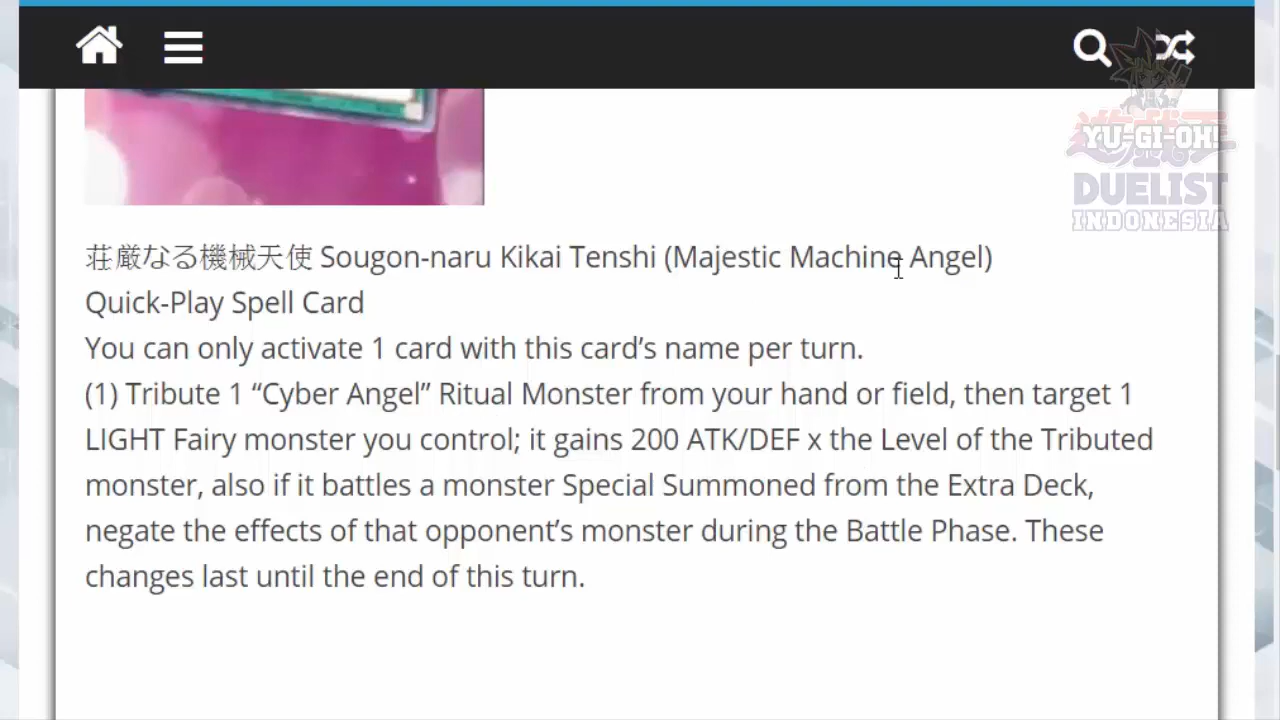 YU-GI-OH!
DUELIST
INDONESIA
荘厳なる機械天使 Sougon-naru Kikai Tenshi (Majestic Machine Angel)
Quick-Play Spell Card
You can only activate 1 card with this card’s name per turn.
(1) Tribute 1 “Cyber Angel” Ritual Monster from your hand or field, then target 1
LIGHT Fairy monster you control; it gains 200 ATK/DEF x the Level of the Tributed
monster, also if it battles a monster Special Summoned from the Extra Deck,
negate the effects of that opponent’s monster during the Battle Phase. These
changes last until the end of this turn.